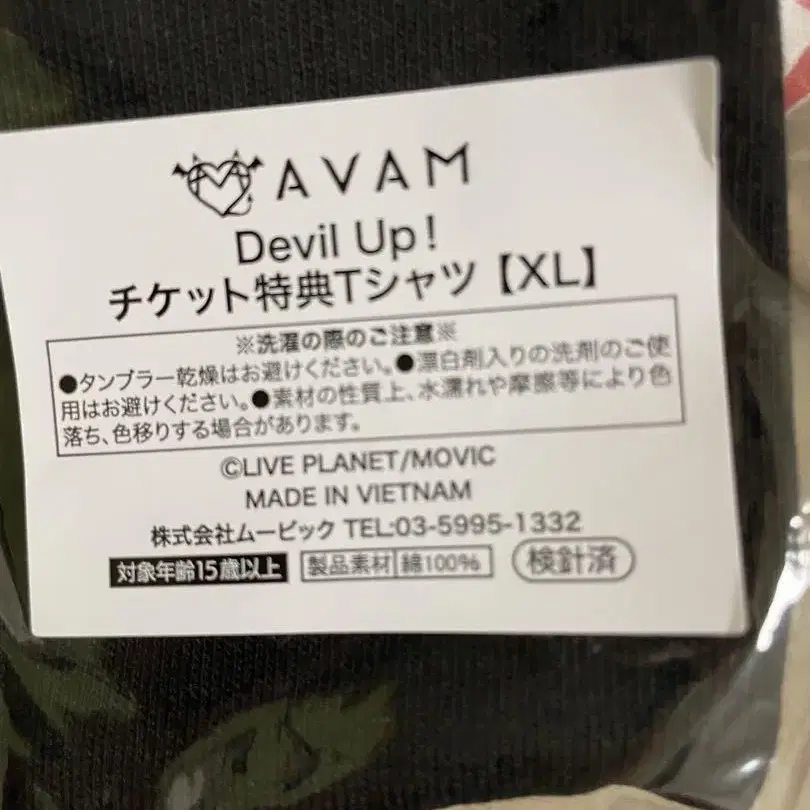 AVAM
Devil Up!
チケット特典Tシャツ【XL】
※洗濯の際のご注意※
●タンブラー乾燥はお避けください。●漂白剤入りの洗剤のご使
用はお避けください。●素材の性質上、水濡れや摩擦等により色
落ち、色移りする場合があります。
©LIVE PLANET/MOVIC
MADE IN VIETNAM
株式会社ムービック TEL:03-5995-1332
対象年齢15歳以上 製品素材 綿100% 検針済